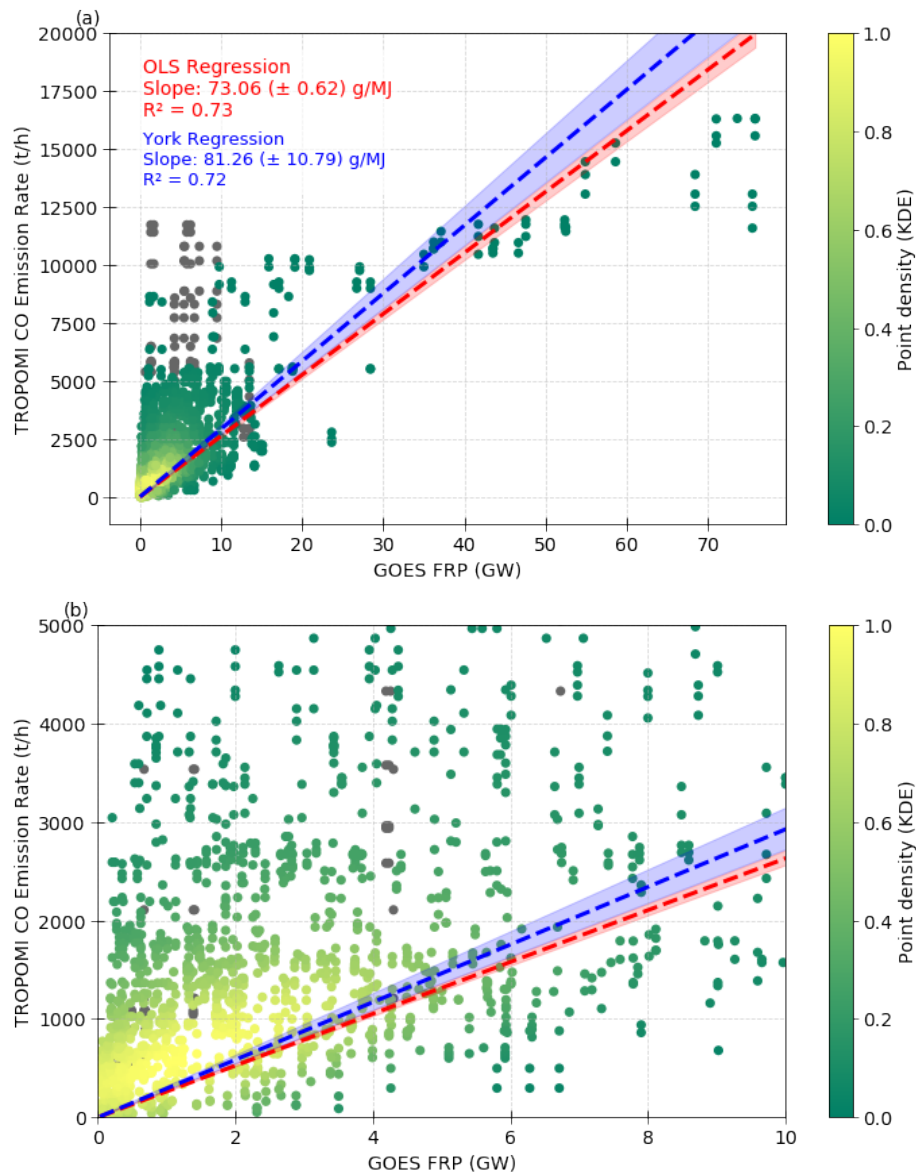 (a)
20000
17500
15000
12500
10000
7500
5000
2500
0
TROPOMI CO Emission Rate (t/h)
OLS Regression
Slope: 73.06 (± 0.62) g/MJ
R² = 0.73
York Regression
Slope: 81.26 (± 10.79) g/MJ
R² = 0.72
0 10 20 30 40 50 60 70
GOES FRP (GW)
1.0
0.8
0.6
0.4
0.2
0.0
Point density (KDE)
(b)
5000
4000
3000
2000
1000
0
TROPOMI CO Emission Rate (t/h)
0 2 4 6 8 10
GOES FRP (GW)
1.0
0.8
0.6
0.4
0.2
0.0
Point density (KDE)